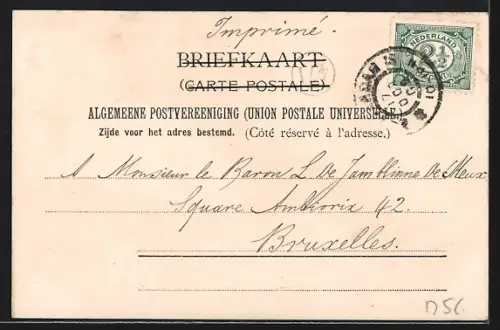 Imprimé.
BRIEFKAART
(CARTE POSTALE)
NEDERLAND
2½
ALGEMEENE POSTVEREENIGING (UNION POSTALE UNIVERSELLE)
Zijde voor het adres bestemd. (Côté réservé à l'adresse.)
A Monsieur le Baron L De Jamblinne De Meux
Square Ambiorix 42.
Bruxelles.
D56